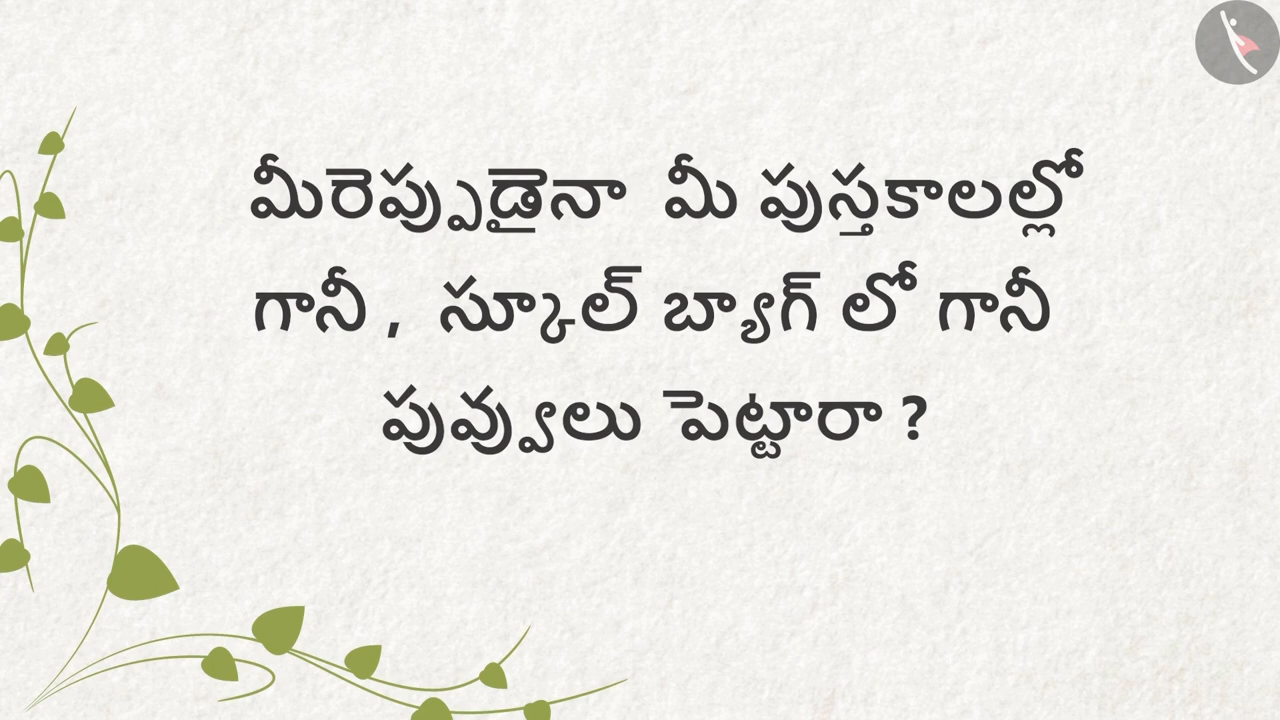 మీరెప్పుడైనా మీ పుస్తకాలల్లో
గానీ , స్కూల్ బ్యాగ్ లో గానీ
పువ్వులు పెట్టారా ?